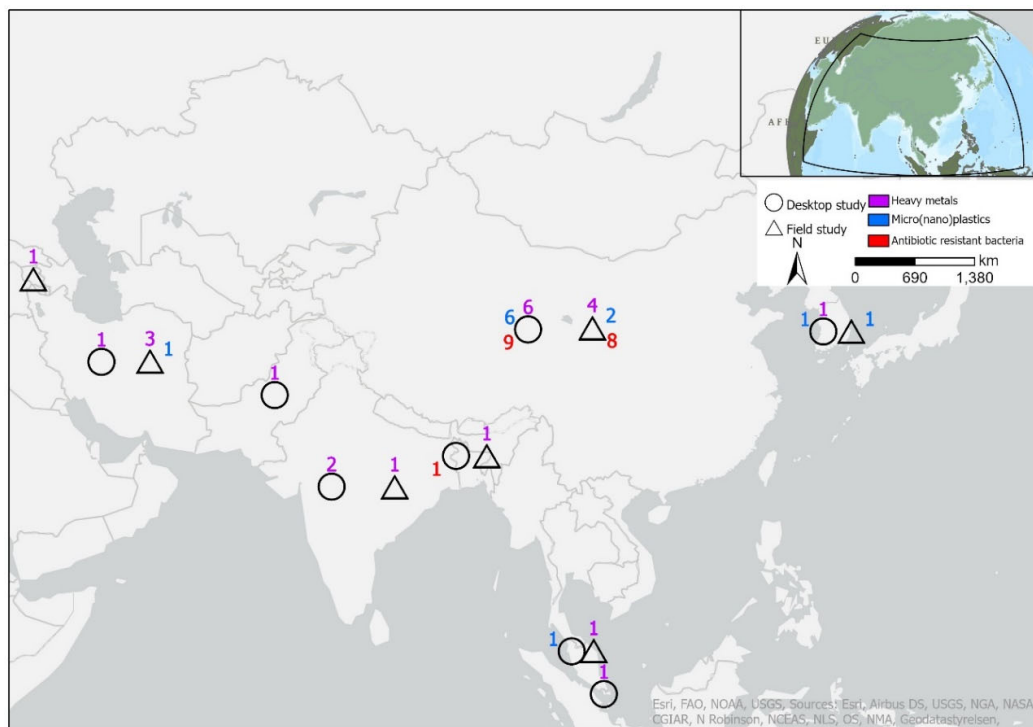 EU
AF
Desktop study
Field study
Heavy metals
Micro(nano)plastics
Antibiotic resistant bacteria
N
km
0 690 1,380
1
1
3
1
1
2
1
1
1
6
6
9
4
2
8
1
1
1
1
1
1
Esri, FAO, NOAA, USGS, Sources: Esri, Airbus DS, USGS, NGA, NASA,
CGIAR, N Robinson, NCEAS, NLS, OS, NMA, Geodatastyreisen,